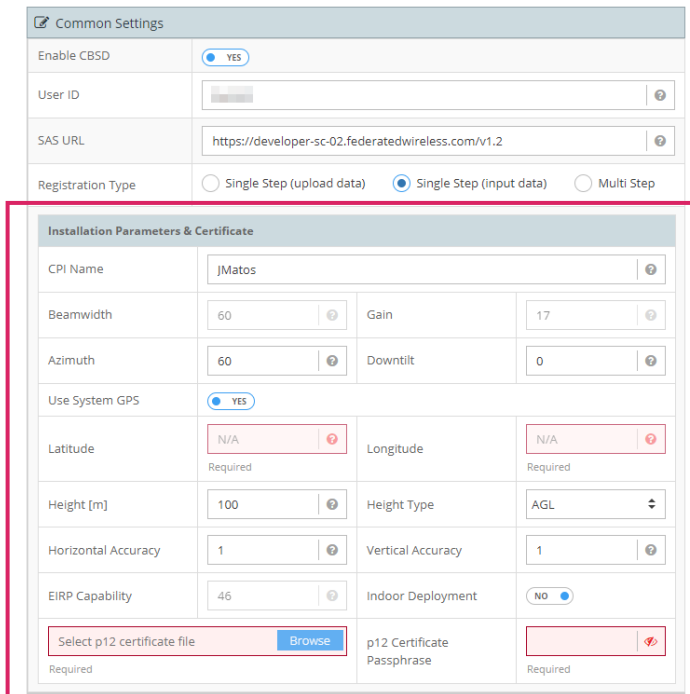 Common Settings
Enable CBSD YES
User ID
SAS URL https://developer-sc-02.federatedwireless.com/v1.2
Registration Type Single Step (upload data) Single Step (input data) Multi Step
Installation Parameters & Certificate
CPI Name JMatos
Beamwidth 60 Gain 17
Azimuth 60 Downtilt 0
Use System GPS YES
Latitude N/A Longitude N/A
Required Required
Height [m] 100 Height Type AGL
Horizontal Accuracy 1 Vertical Accuracy 1
EIRP Capability 46 Indoor Deployment NO
Select p12 certificate file Browse p12 Certificate
Passphrase
Required Required